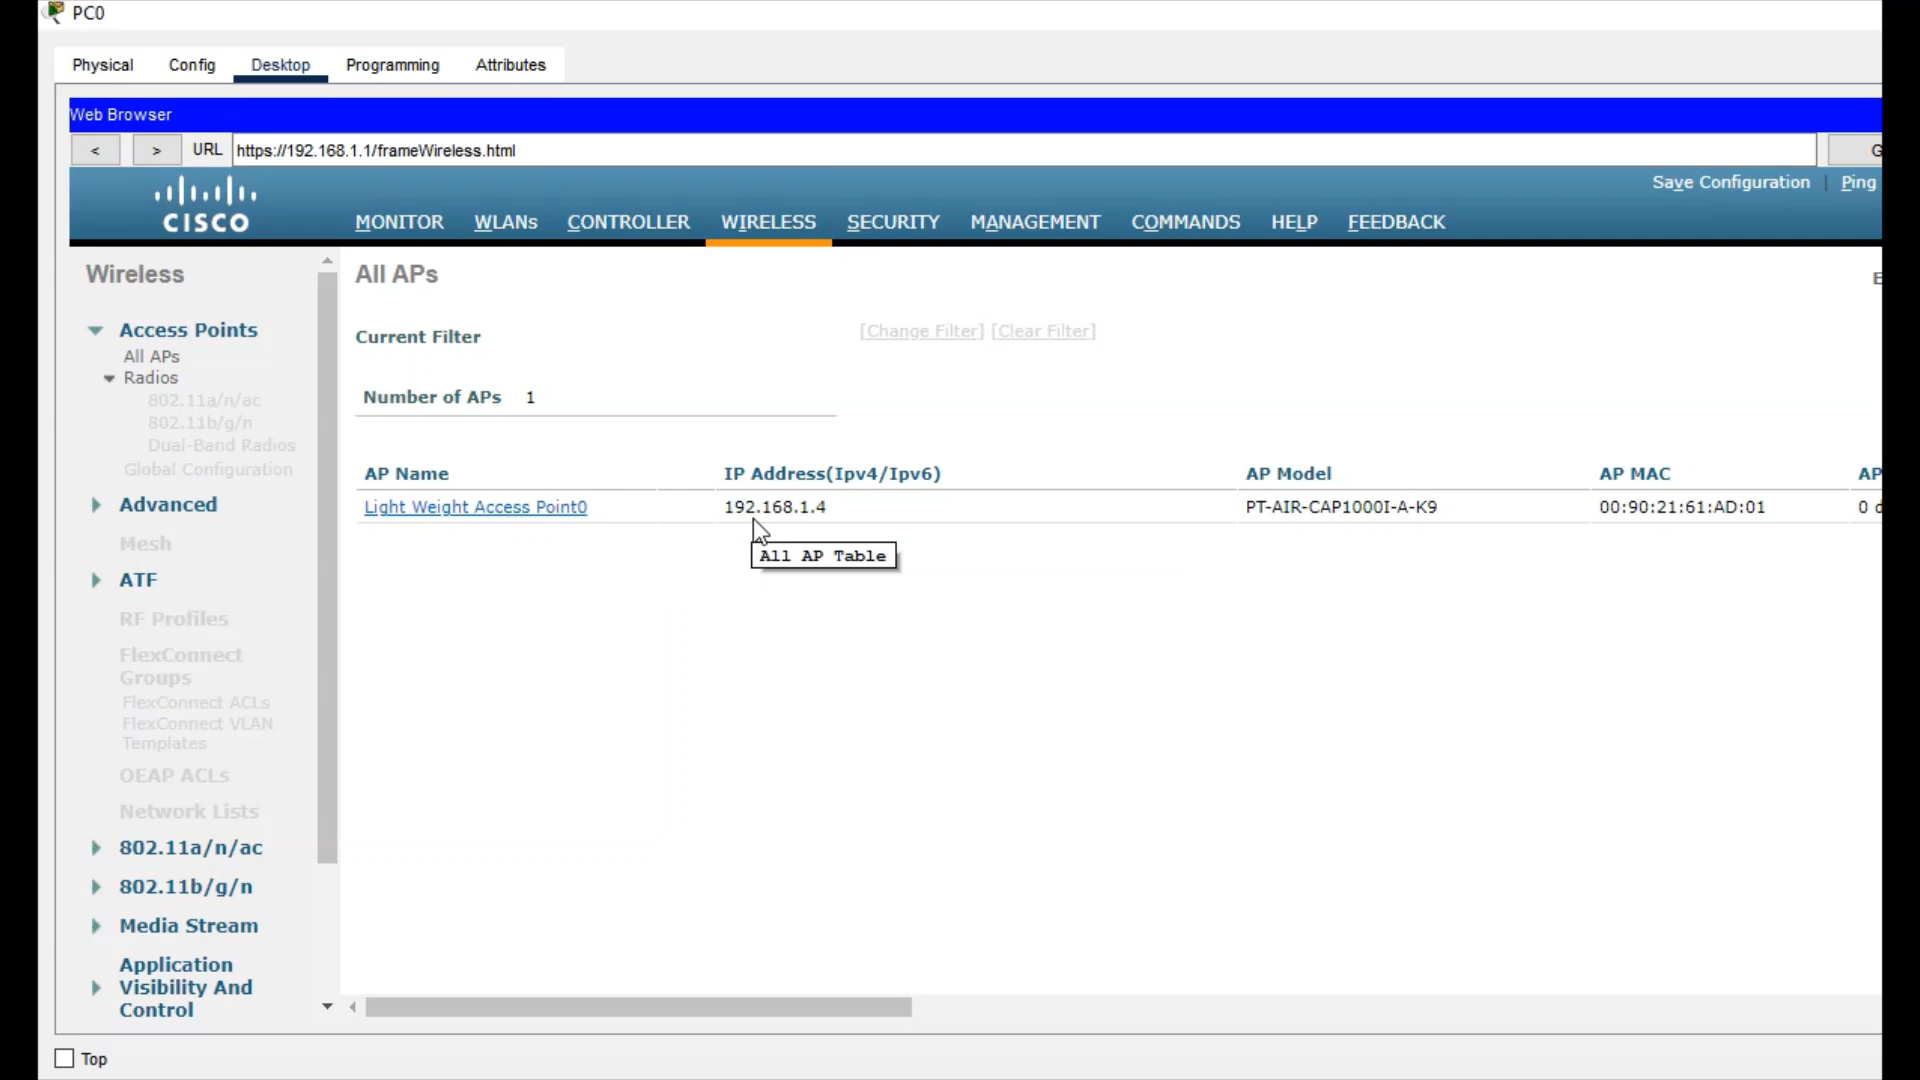 PC0
Physical Config Desktop Programming Attributes
Web Browser
< > URL https://192.168.1.1/frameWireless.html G
Save Configuration | Ping
CISCO
MONITOR WLANs CONTROLLER WIRELESS SECURITY MANAGEMENT COMMANDS HELP FEEDBACK
Wireless
Access Points
All APs
Radios
802.11a/n/ac
802.11b/g/n
Dual-Band Radios
Global Configuration
Advanced
Mesh
ATF
RF Profiles
FlexConnect
Groups
FlexConnect ACLs
FlexConnect VLAN
Templates
OEAP ACLs
Network Lists
802.11a/n/ac
802.11b/g/n
Media Stream
Application
Visibility And
Control
All APs
Current Filter [Change Filter] [Clear Filter]
Number of APs 1
AP Name IP Address(Ipv4/Ipv6) AP Model AP MAC AP
Light Weight Access Point0 192.168.1.4 PT-AIR-CAP1000I-A-K9 00:90:21:61:AD:01 0 d
All AP Table
Top